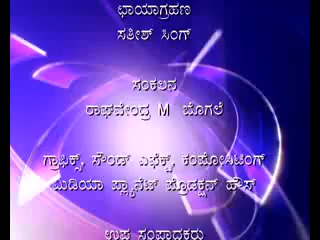 ಛಾಯಾಗ್ರಹಣ
ಸತೀಶ್ ಸಿಂಗ್
ಸಂಕಲನ
ರಾಘವೇಂದ್ರ M ಬೊಗಲೆ
ಗ್ರಾಫಿಕ್ಸ್, ಸೌಂಡ್ ಎಫೆಕ್ಟ್, ಕಂಪೋಸಿಟಿಂಗ್
ಮಿಡಿಯಾ ಪ್ಲ್ಯಾನೆಟ್ ಪ್ರೊಡಕ್ಷನ್ ಹೌಸ್
ಉಪ ಸಂಪಾದಕರು